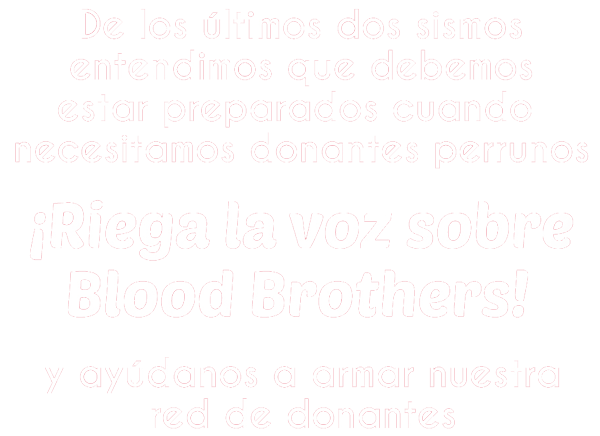 De los últimos dos sismos
entendimos que debemos
estar preparados cuando
necesitamos donantes perrunos
¡Riega la voz sobre
Blood Brothers!
y ayúdanos a armar nuestra
red de donantes